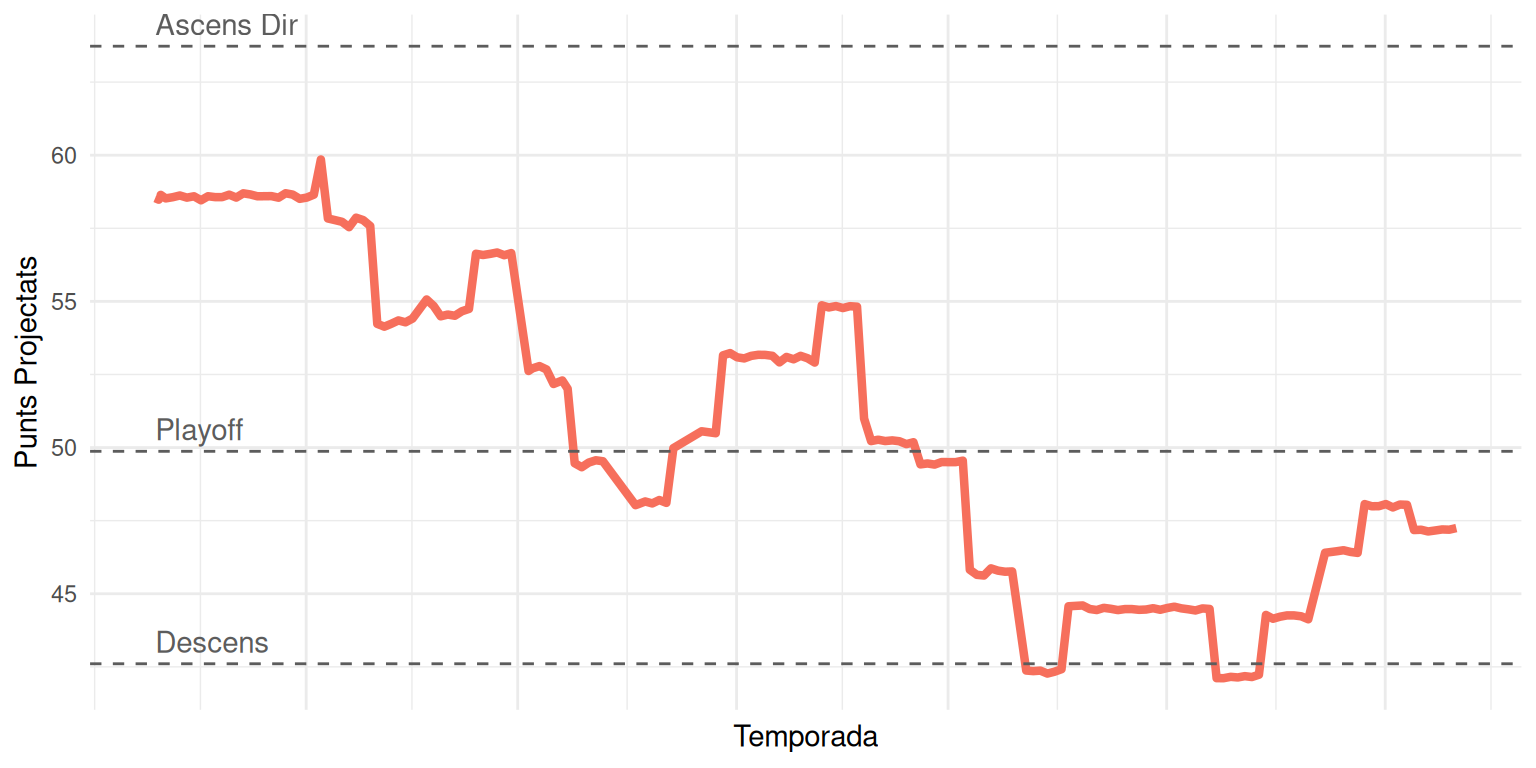 Ascens Dir
60
55
Playoff
50
45
Descens
Punts Projectats
Temporada